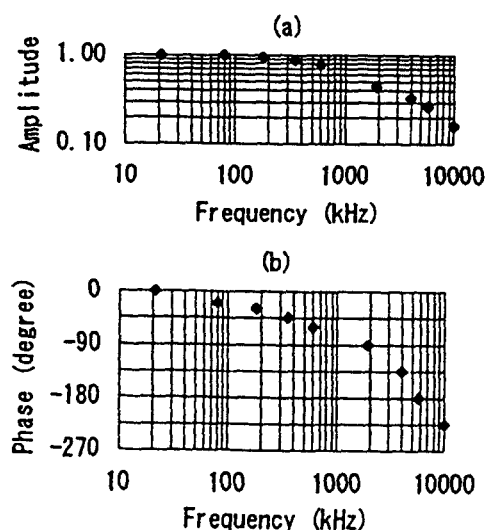 (a)
1.00
0.10
Amplitude
10 100 1000 10000
Frequency (kHz)
(b)
0
-90
-180
-270
Phase (degree)
10 100 1000 10000
Frequency (kHz)